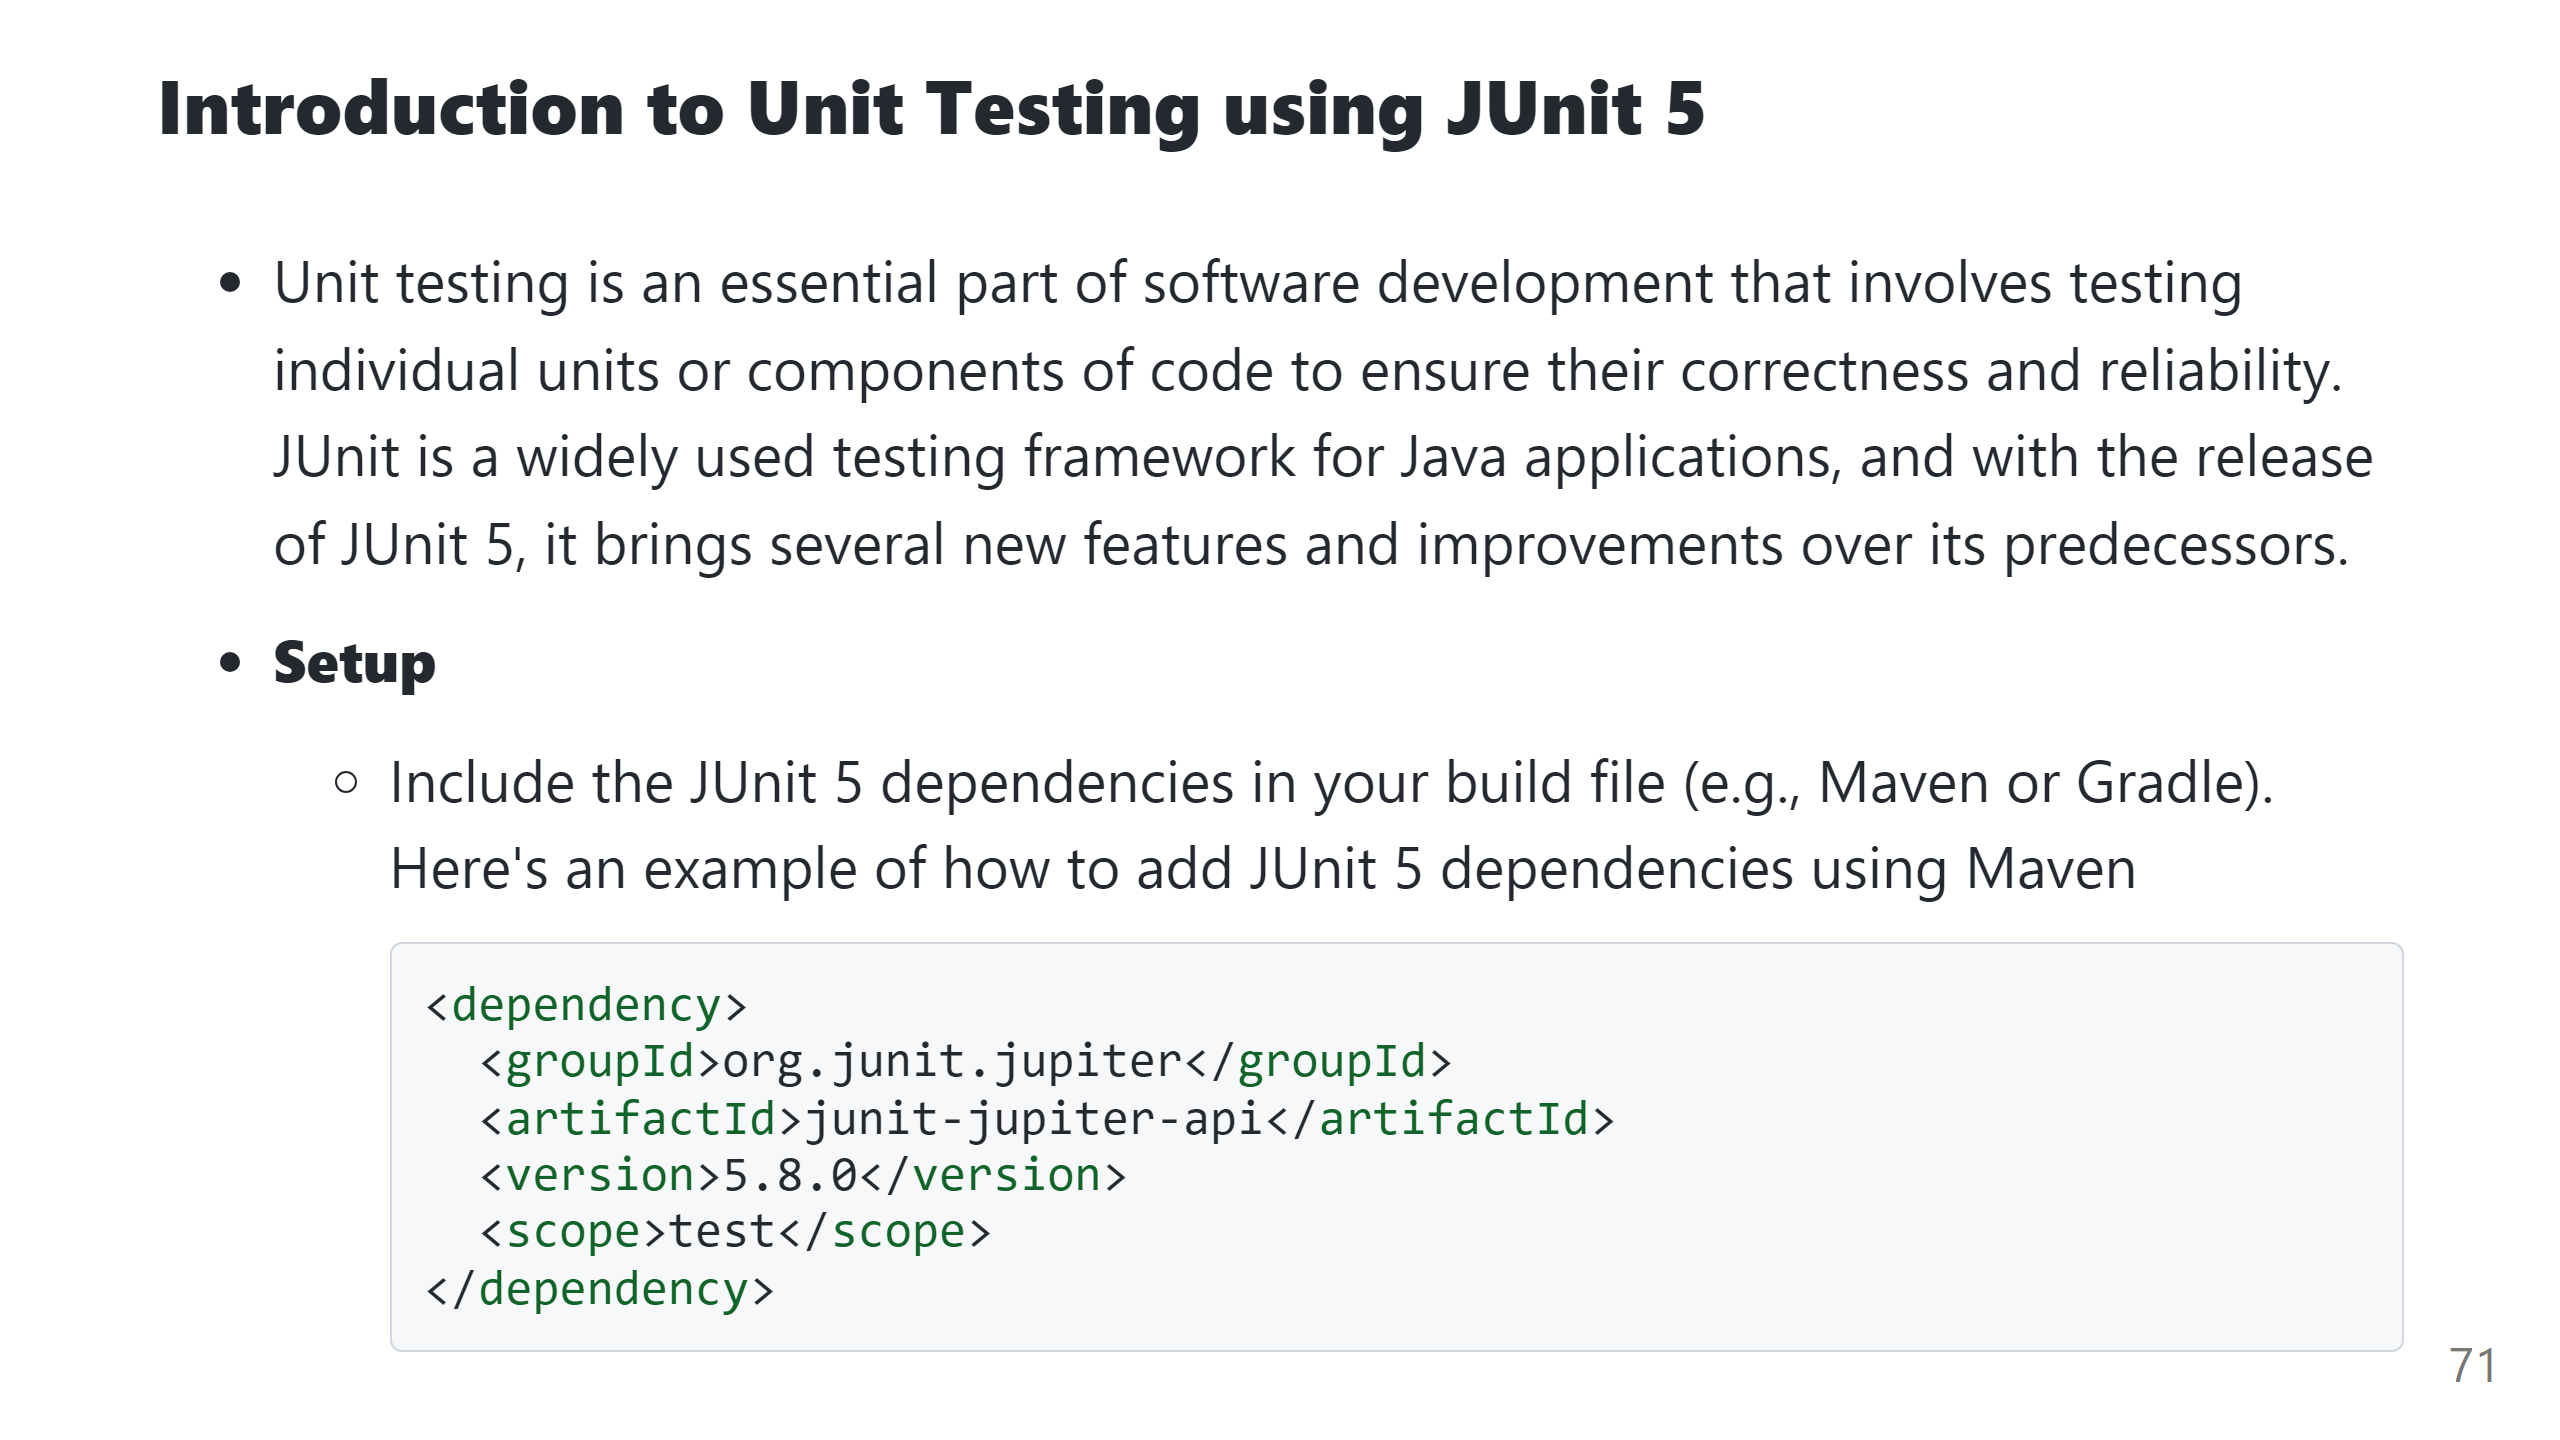 Introduction to Unit Testing using JUnit 5
• Unit testing is an essential part of software development that involves testing
individual units or components of code to ensure their correctness and reliability.
JUnit is a widely used testing framework for Java applications, and with the release
of JUnit 5, it brings several new features and improvements over its predecessors.
• Setup
○ Include the JUnit 5 dependencies in your build file (e.g., Maven or Gradle).
Here's an example of how to add JUnit 5 dependencies using Maven
<dependency>
  <groupId>org.junit.jupiter</groupId>
  <artifactId>junit-jupiter-api</artifactId>
  <version>5.8.0</version>
  <scope>test</scope>
</dependency>
71